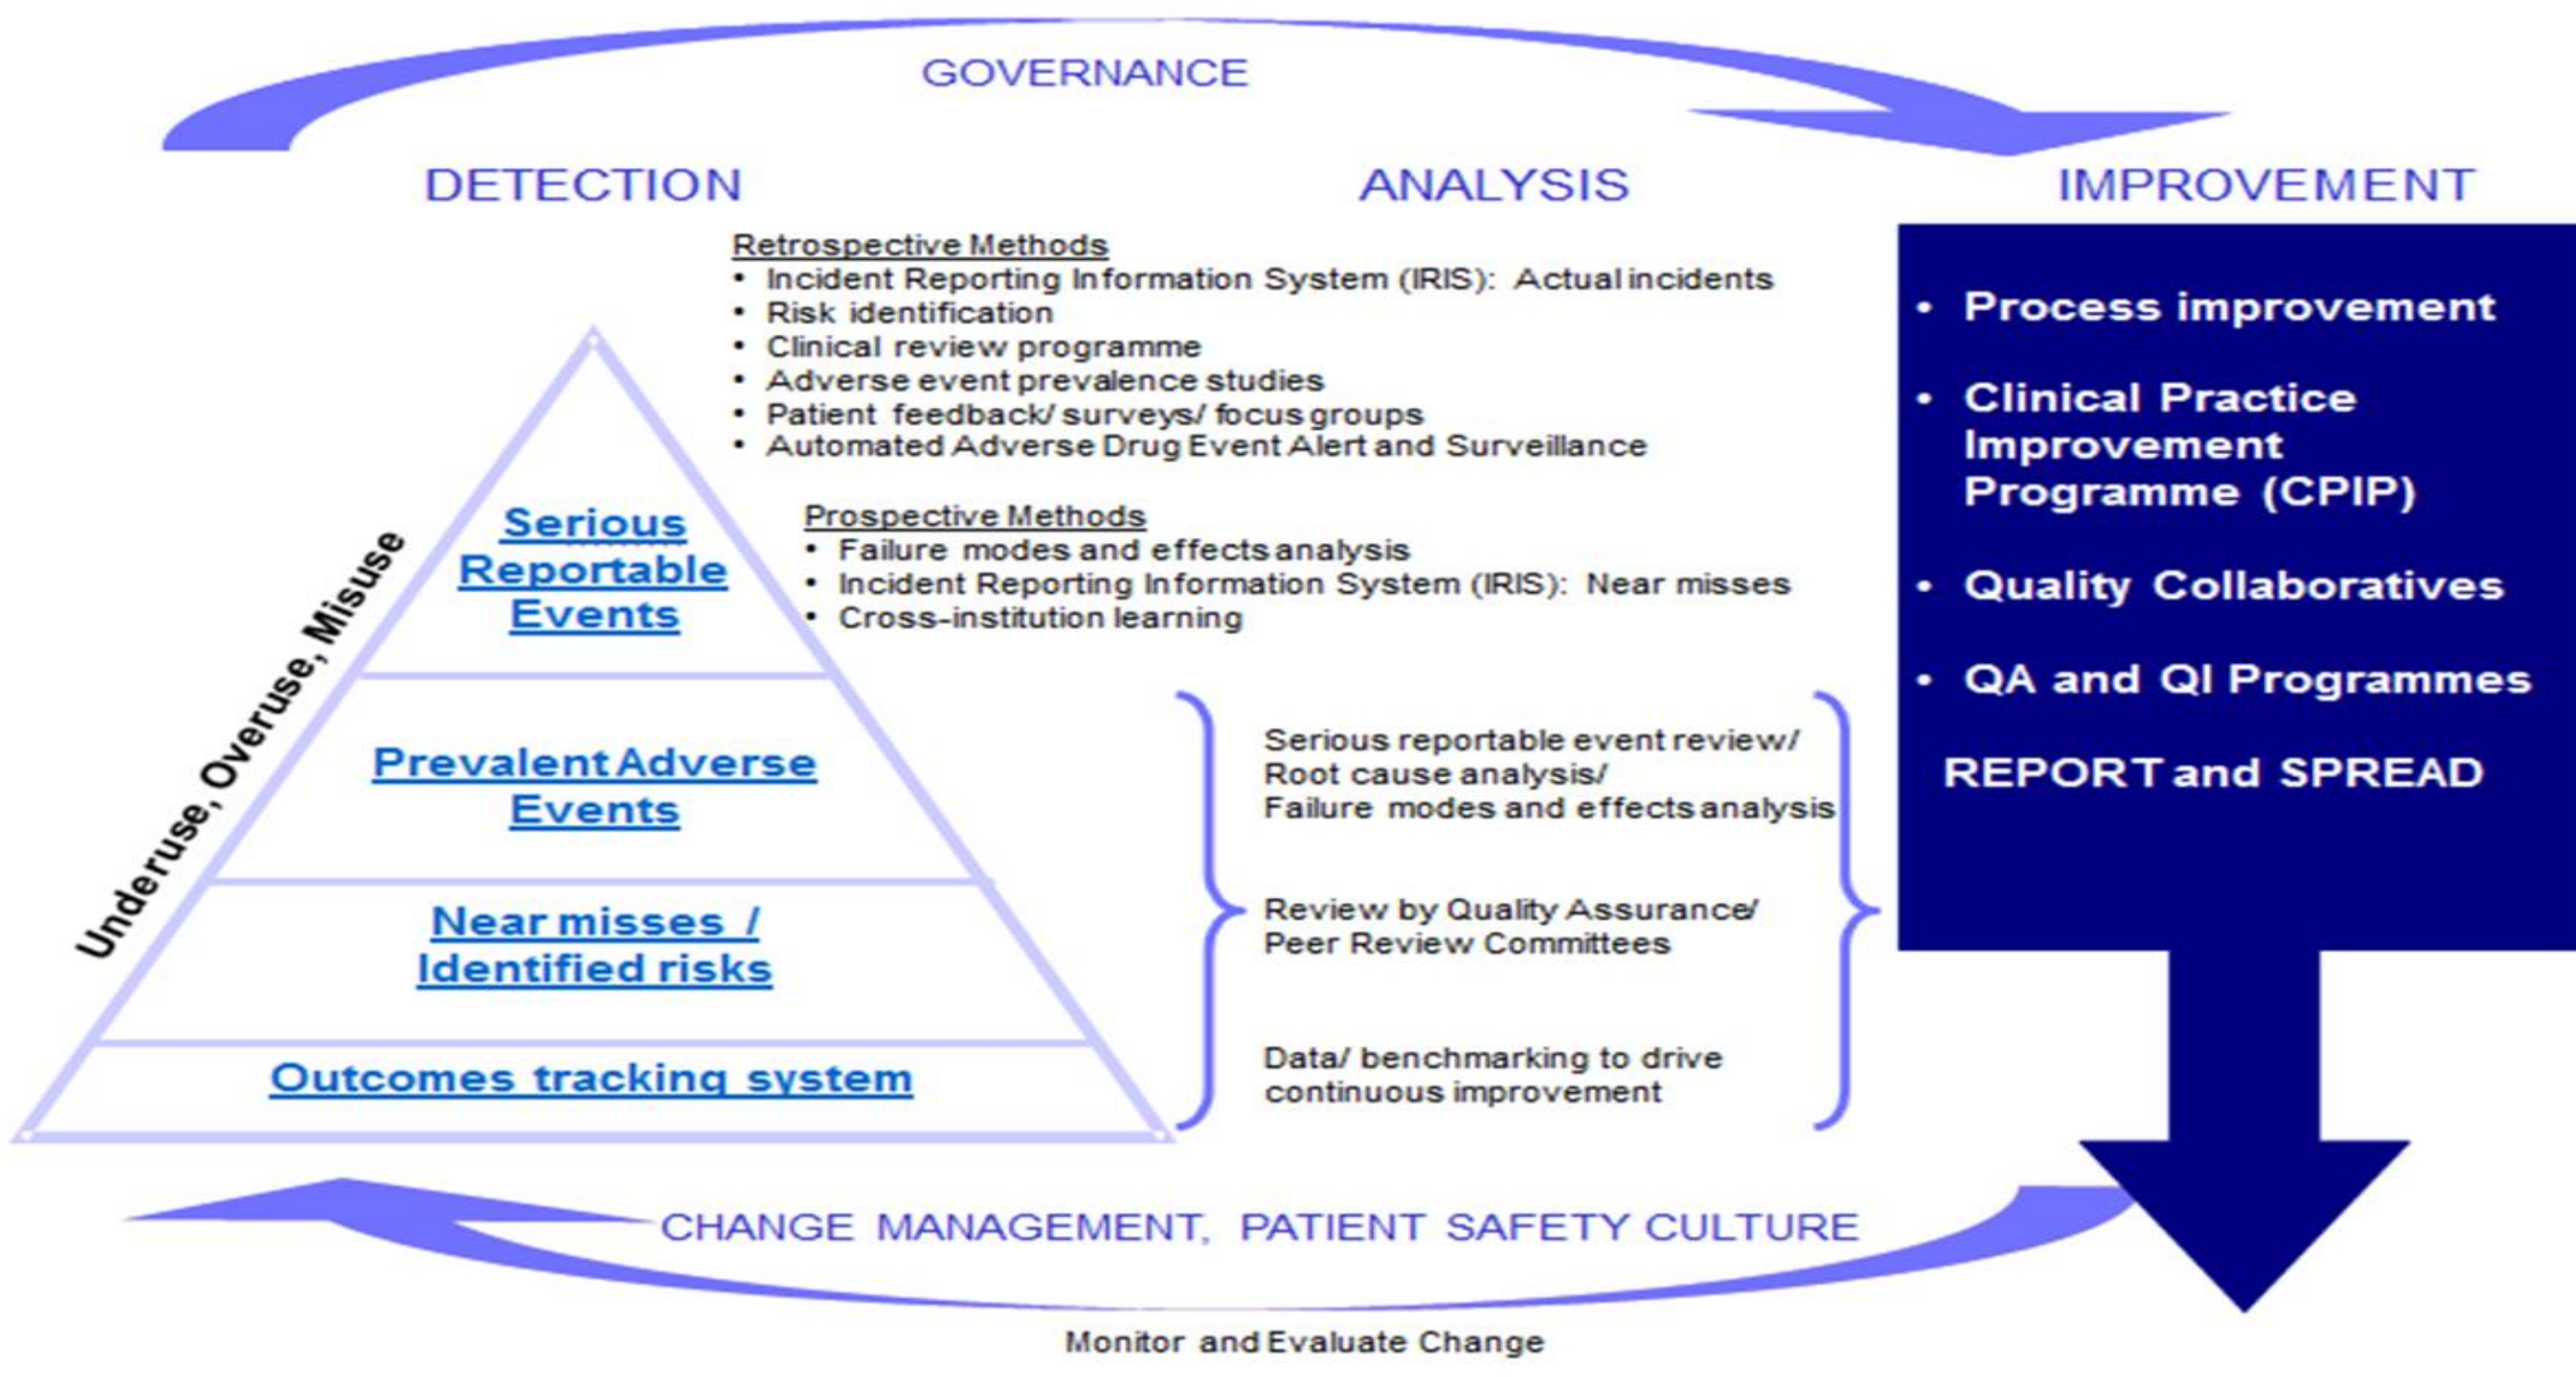 GOVERNANCE
DETECTION
ANALYSIS
IMPROVEMENT
Retrospective Methods
• Incident Reporting Information System (IRIS): Actual incidents
• Risk identification
• Clinical review programme
• Adverse event prevalence studies
• Patient feedback/ surveys/ focus groups
• Automated Adverse Drug Event Alert and Surveillance
Prospective Methods
• Failure modes and effects analysis
• Incident Reporting Information System (IRIS): Near misses
• Cross-institution learning
Underuse, Overuse, Misuse
Serious
Reportable
Events
Prevalent Adverse
Events
Near misses /
Identified risks
Outcomes tracking system
Serious reportable event review/
Root cause analysis/
Failure modes and effects analysis
Review by Quality Assurance/
Peer Review Committees
Data/ benchmarking to drive
continuous improvement
• Process improvement
• Clinical Practice
Improvement
Programme (CPIP)
• Quality Collaboratives
• QA and QI Programmes
REPORT and SPREAD
CHANGE MANAGEMENT, PATIENT SAFETY CULTURE
Monitor and Evaluate Change